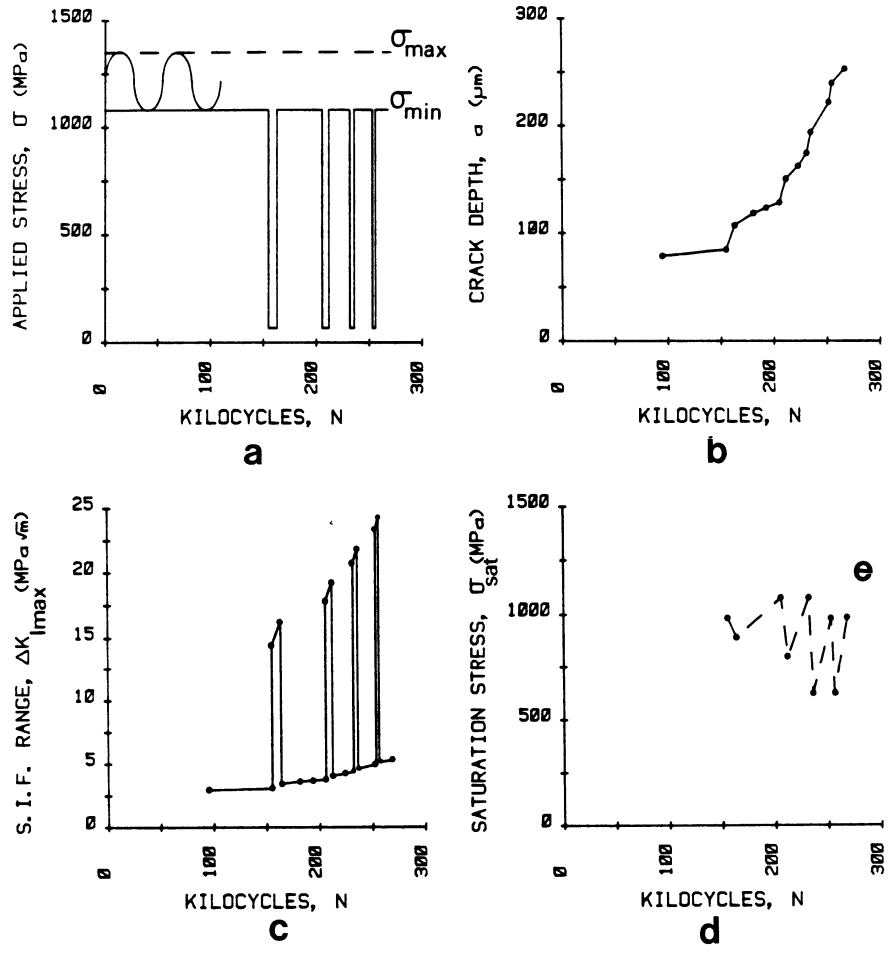 1500
1000
500
0
APPLIED STRESS, σ (MPa)
σmax
σmin
0
100
200
300
KILOCYCLES, N
a
300
200
100
0
CRACK DEPTH, a (μm)
0
100
200
300
KILOCYCLES, N
b
25
20
15
10
5
0
S.I.F. RANGE, ΔKImax (MPa√m)
0
100
200
300
KILOCYCLES, N
c
1500
1000
500
0
SATURATION STRESS, σsat (MPa)
e
0
100
200
300
KILOCYCLES, N
d